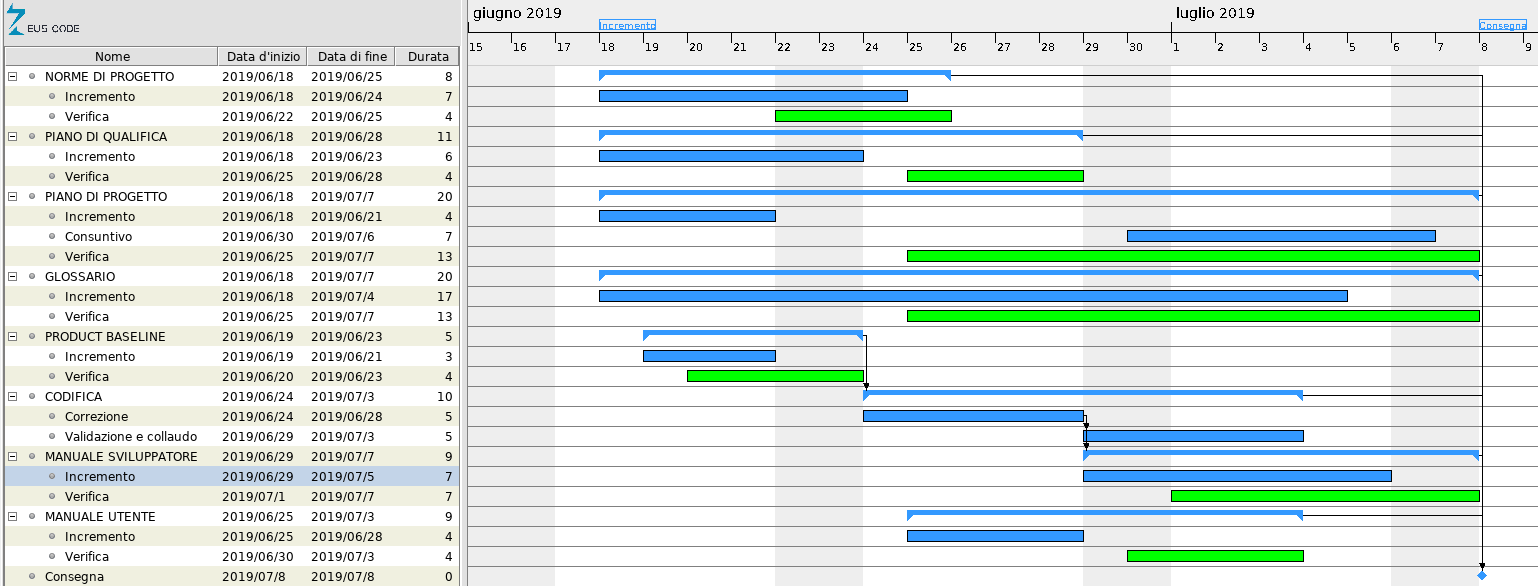 giugno 2019 luglio 2019
EUS CODE Incremento Consegna
15 16 17 18 19 20 21 22 23 24 25 26 27 28 29 30 1 2 3 4 5 6 7 8 9
Nome Data d'inizio Data di fine Durata
NORME DI PROGETTO 2019/06/18 2019/06/25 8
Incremento 2019/06/18 2019/06/24 7
Verifica 2019/06/22 2019/06/25 4
PIANO DI QUALIFICA 2019/06/18 2019/06/28 11
Incremento 2019/06/18 2019/06/23 6
Verifica 2019/06/25 2019/06/28 4
PIANO DI PROGETTO 2019/06/18 2019/07/7 20
Incremento 2019/06/18 2019/06/21 4
Consuntivo 2019/06/30 2019/07/6 7
Verifica 2019/06/25 2019/07/7 13
GLOSSARIO 2019/06/18 2019/07/7 20
Incremento 2019/06/18 2019/07/4 17
Verifica 2019/06/25 2019/07/7 13
PRODUCT BASELINE 2019/06/19 2019/06/23 5
Incremento 2019/06/19 2019/06/21 3
Verifica 2019/06/20 2019/06/23 4
CODIFICA 2019/06/24 2019/07/3 10
Correzione 2019/06/24 2019/06/28 5
Validazione e collaudo 2019/06/29 2019/07/3 5
MANUALE SVILUPPATORE 2019/06/29 2019/07/7 9
Incremento 2019/06/29 2019/07/5 7
Verifica 2019/07/1 2019/07/7 7
MANUALE UTENTE 2019/06/25 2019/07/3 9
Incremento 2019/06/25 2019/06/28 4
Verifica 2019/06/30 2019/07/3 4
Consegna 2019/07/8 2019/07/8 0